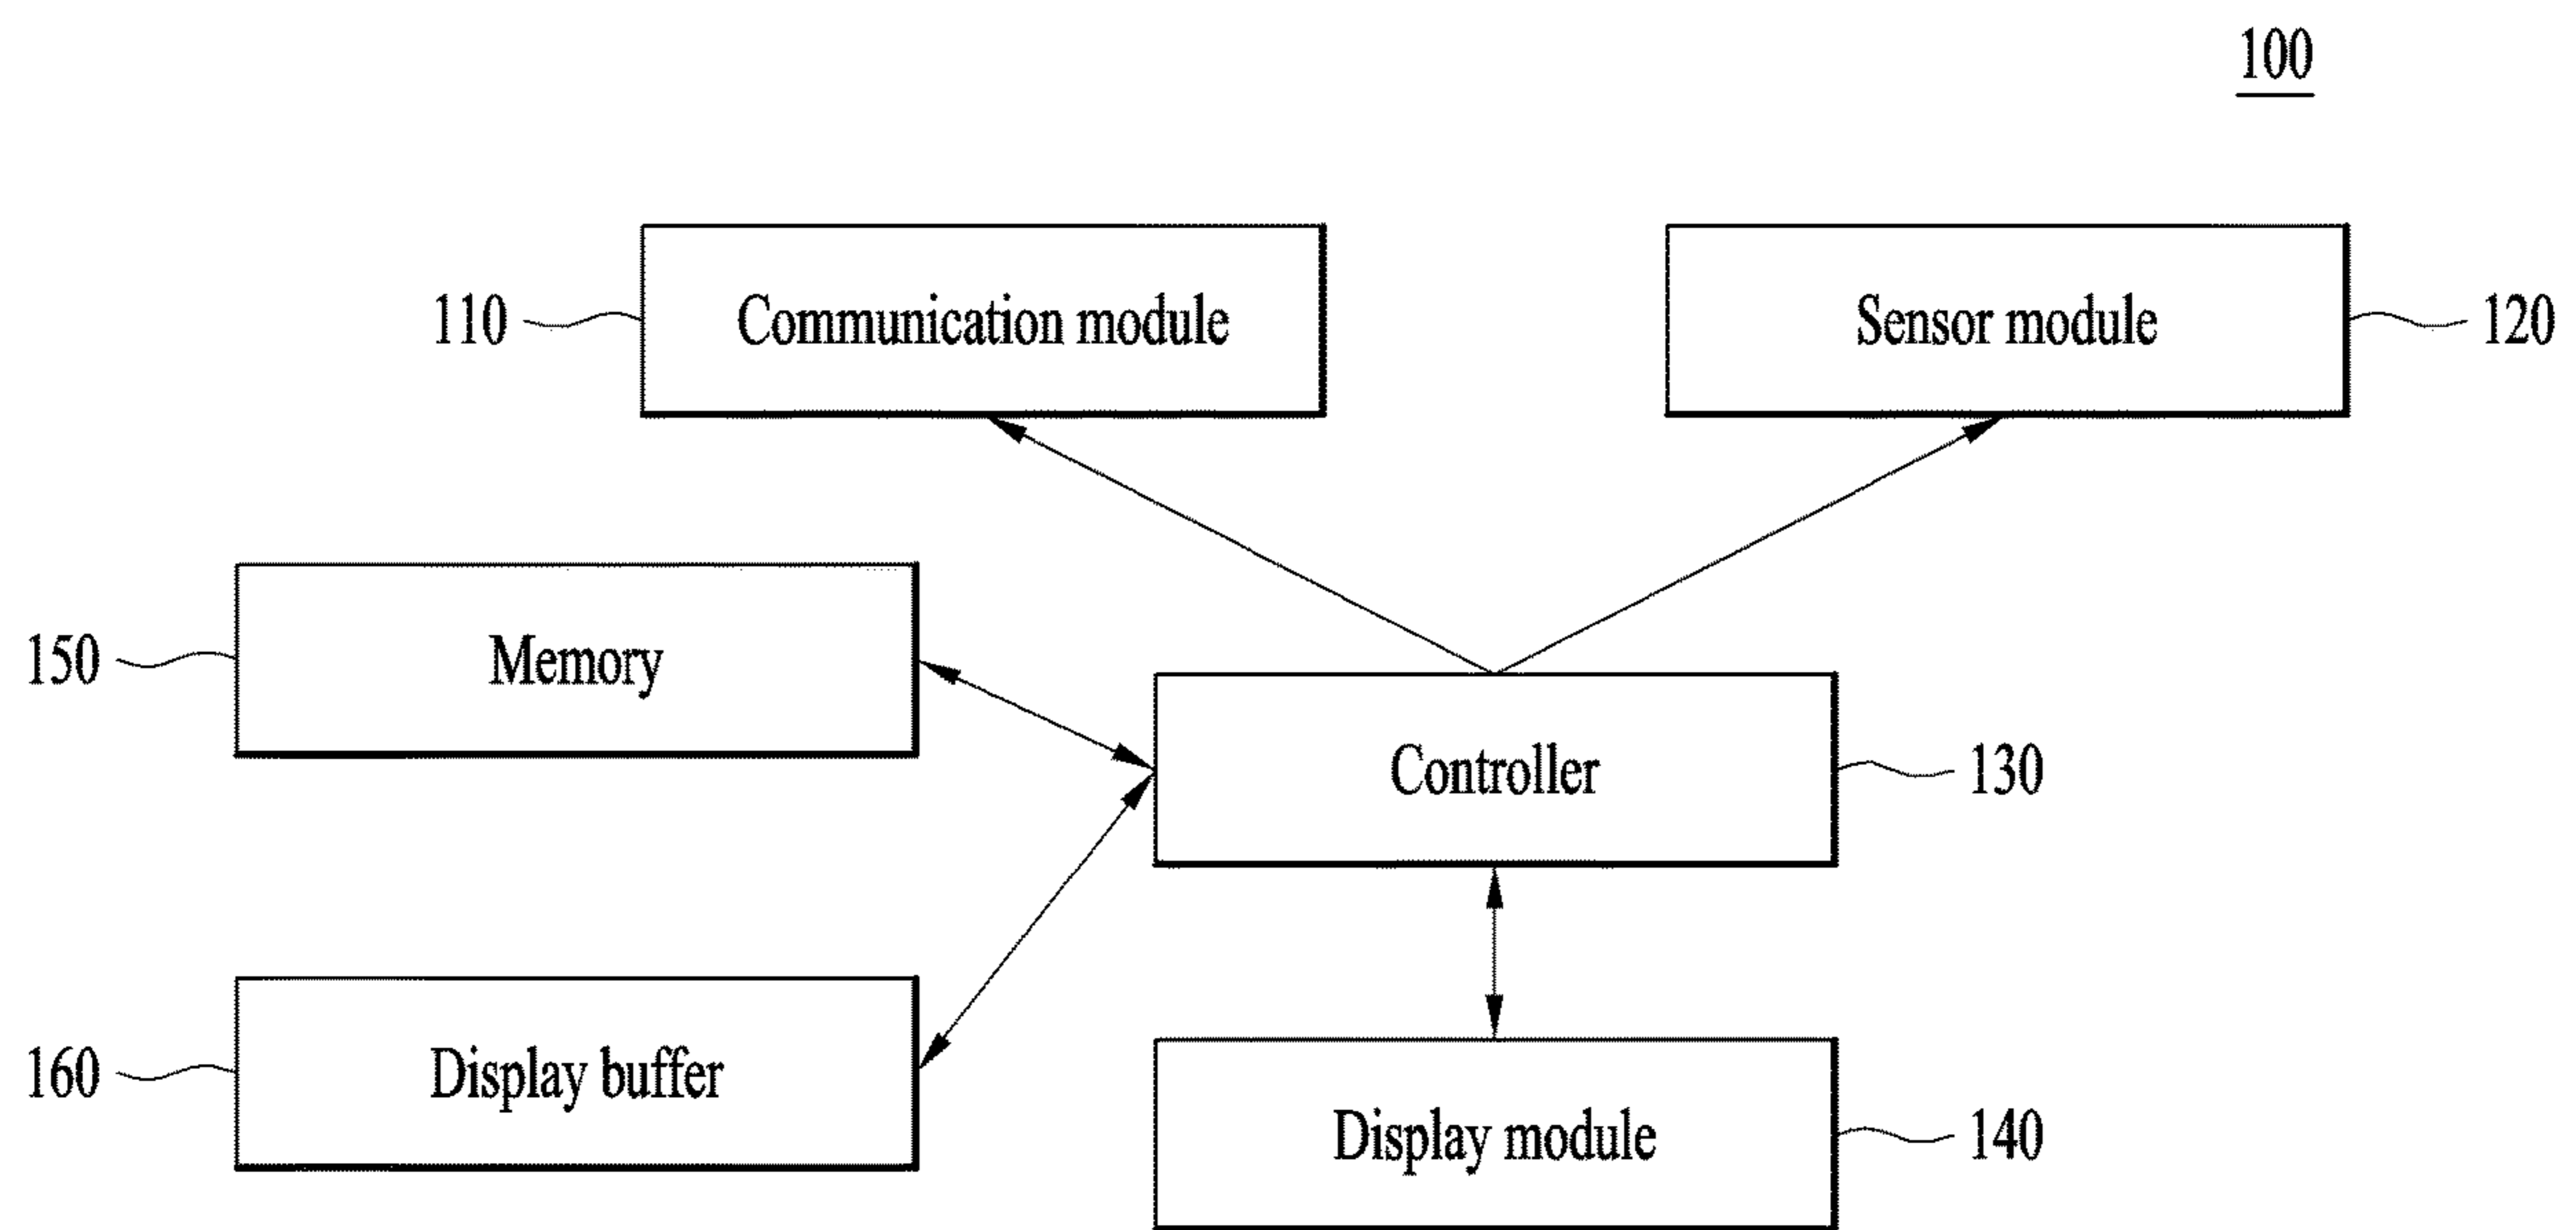 100
110
Communication module
Sensor module
120
150
Memory
Controller
130
160
Display buffer
Display module
140